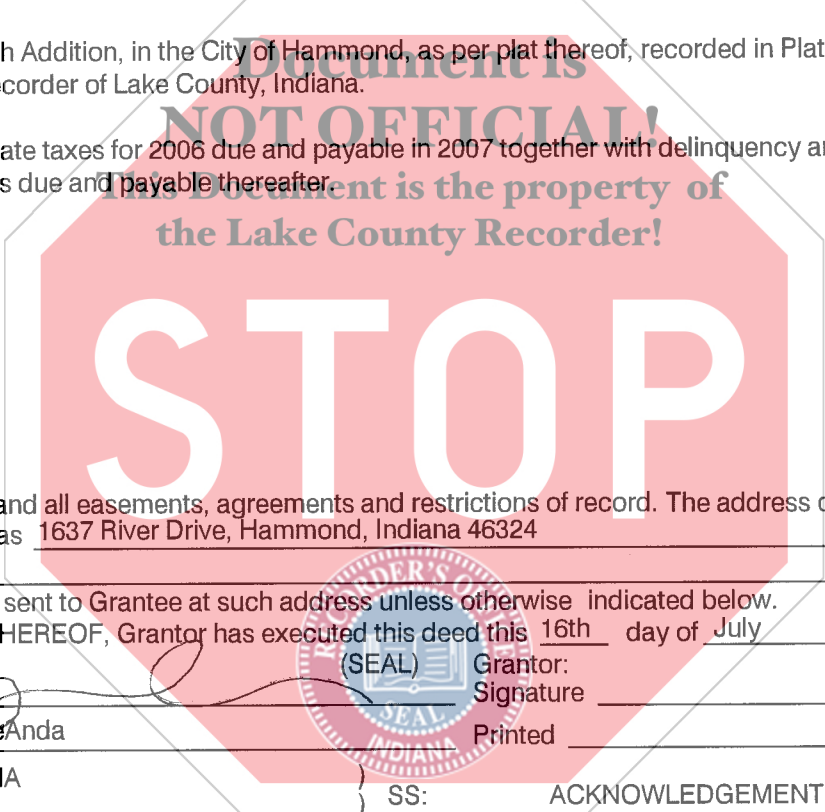 Document is
h Addition, in the City of Hammond, as per plat thereof, recorded in Plat
corder of Lake County, Indiana.
NOT OFFICIAL!
ate taxes for 2006 due and payable in 2007 together with delinquency a
s due and payable thereafter.
This Document is the property of
the Lake County Recorder!
STOP
and all easements, agreements and restrictions of record. The address
as 1637 River Drive, Hammond, Indiana 46324
sent to Grantee at such address unless otherwise indicated below.
HEREOF, Grantor has executed this deed this 16th day of July
(SEAL) Grantor:
Signature
Anda Printed
RECORDER'S OFFICE
SEAL
INDIANA
A
SS: ACKNOWLEDGEMENT